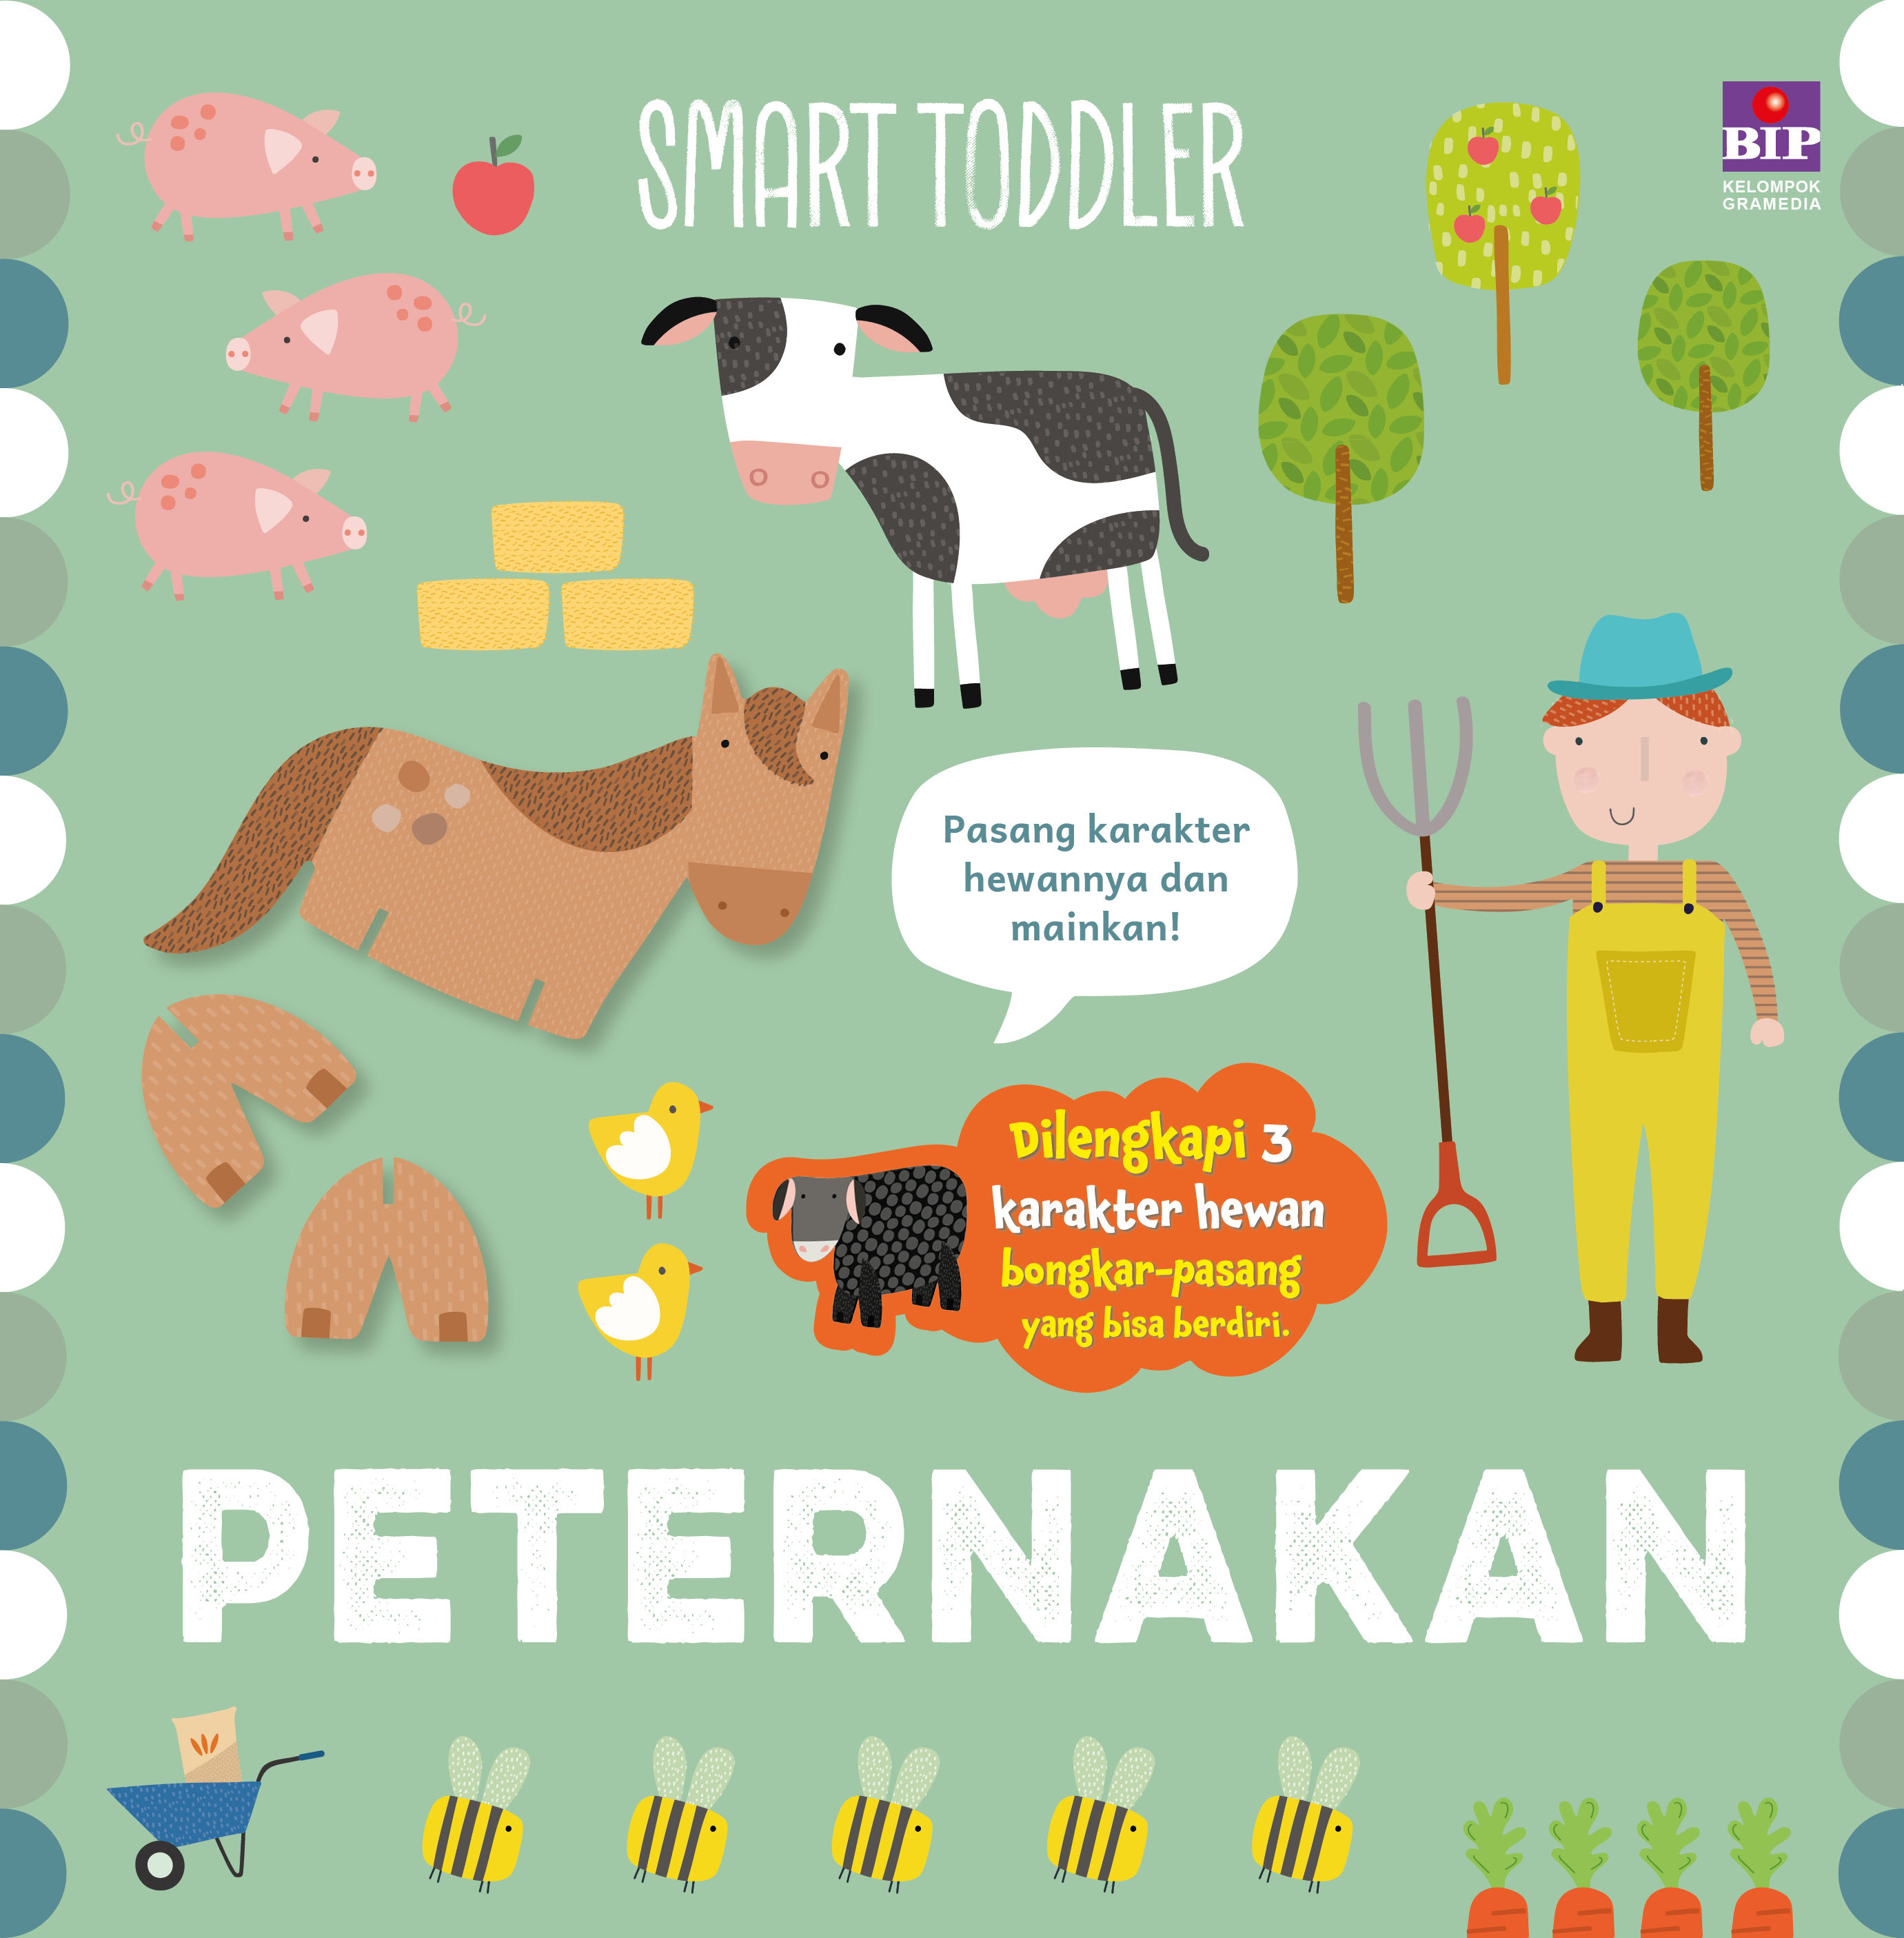 SMART TODDLER
BIP
KELOMPOK
GRAMEDIA
Pasang karakter
hewannya dan
mainkan!
Dilengkapi 3
karakter hewan
bongkar-pasang
yang bisa berdiri.
PETERNAKAN